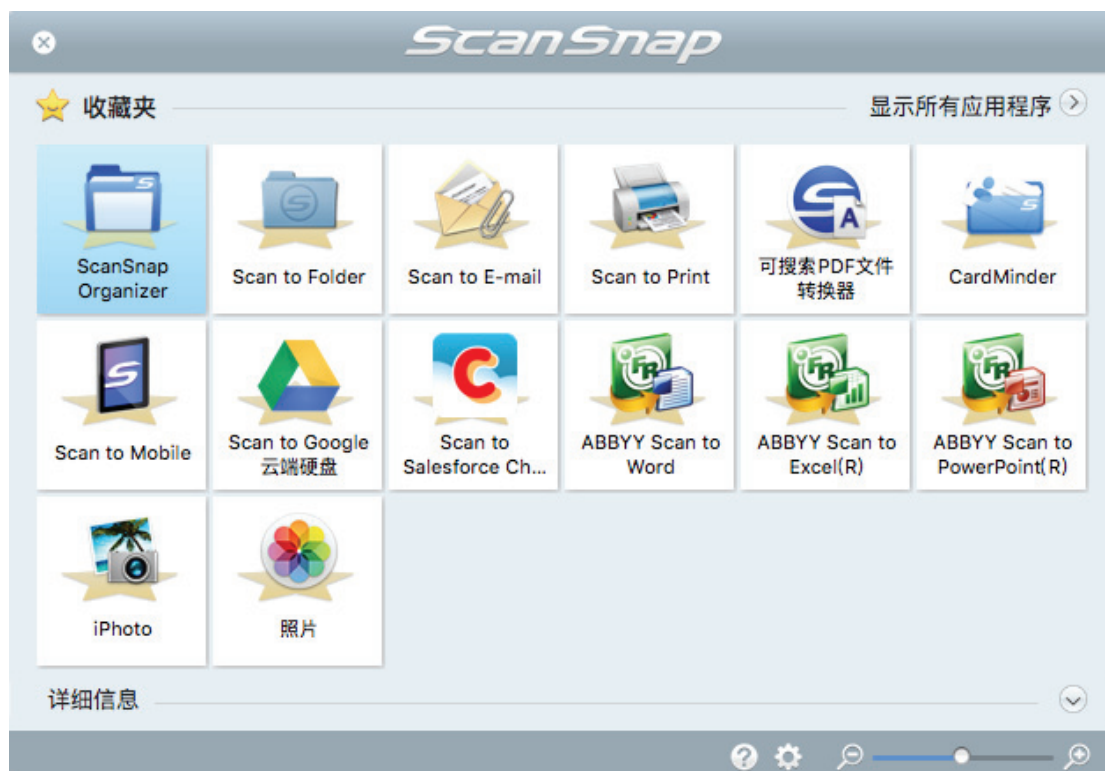 ScanSnap
收藏夹
显示所有应用程序
ScanSnap
Organizer
Scan to Folder
Scan to E-mail
Scan to Print
可搜索PDF文件
转换器
CardMinder
Scan to Mobile
Scan to Google
云端硬盘
Scan to
Salesforce Ch...
ABBYY Scan to
Word
ABBYY Scan to
Excel(R)
ABBYY Scan to
PowerPoint(R)
iPhoto
照片
详细信息